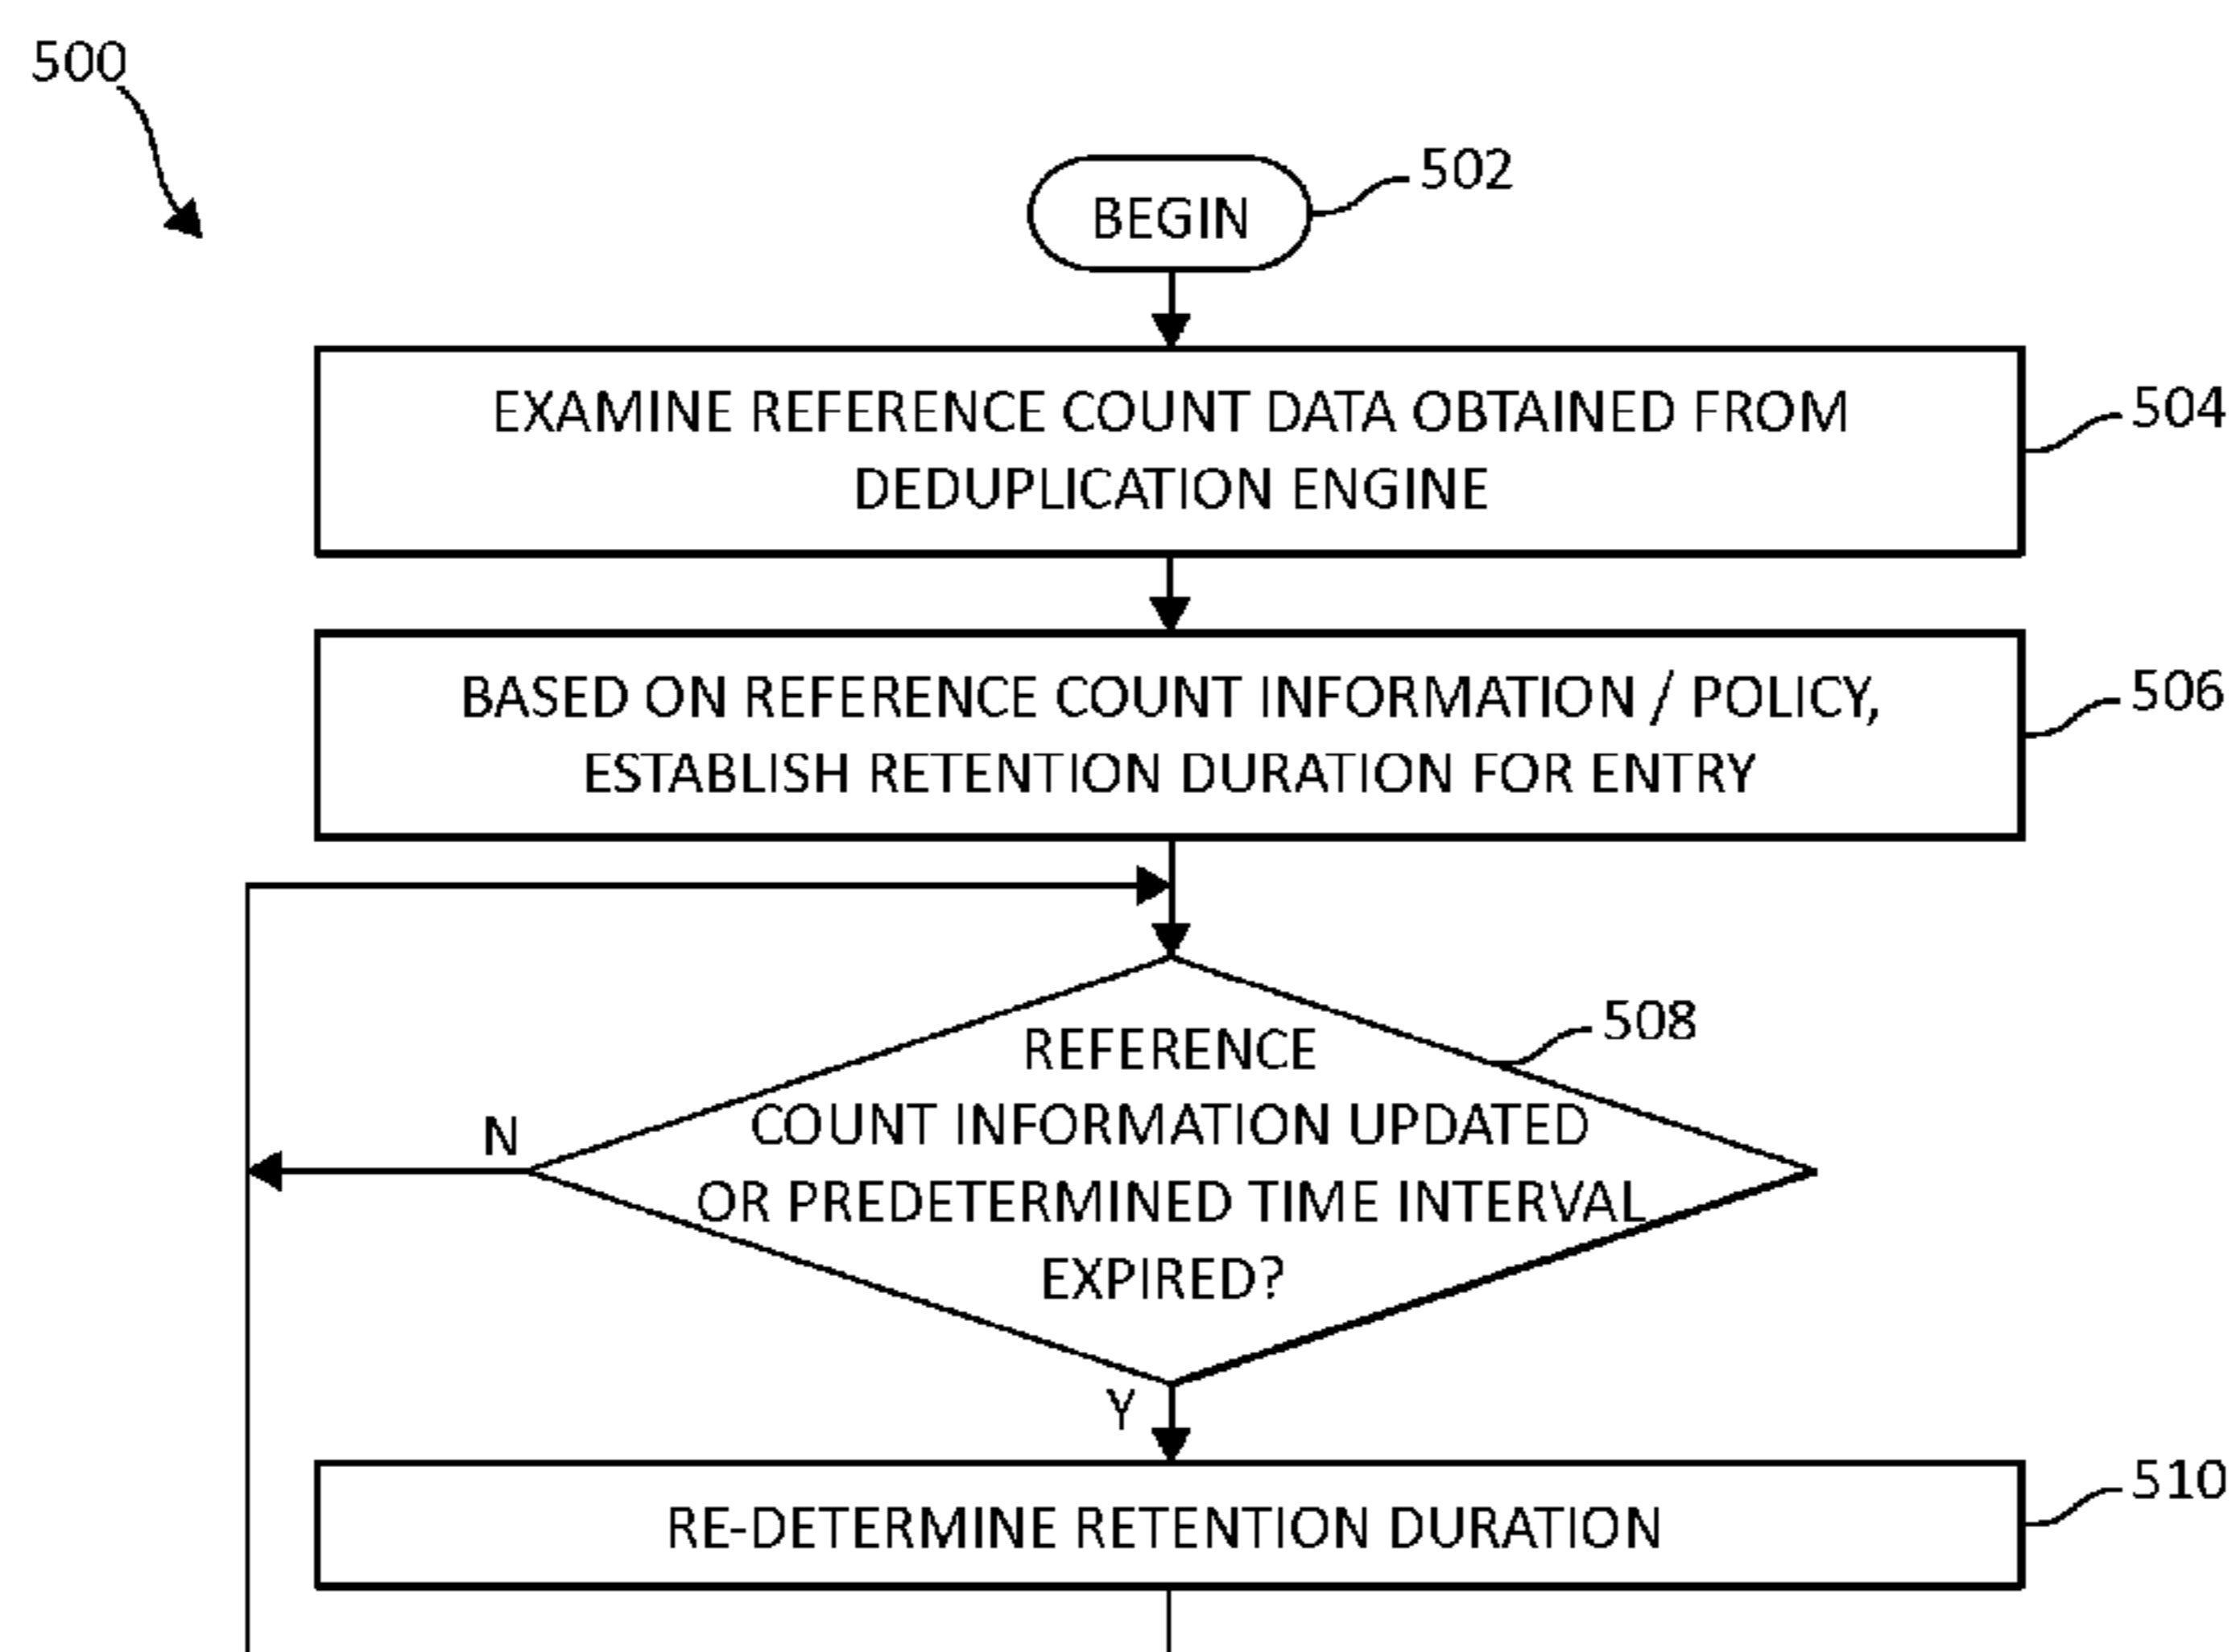 500
BEGIN
502
EXAMINE REFERENCE COUNT DATA OBTAINED FROM
DEDUPLICATION ENGINE
504
BASED ON REFERENCE COUNT INFORMATION / POLICY,
ESTABLISH RETENTION DURATION FOR ENTRY
506
REFERENCE
COUNT INFORMATION UPDATED
OR PREDETERMINED TIME INTERVAL
EXPIRED?
508
N
Y
RE-DETERMINE RETENTION DURATION
510